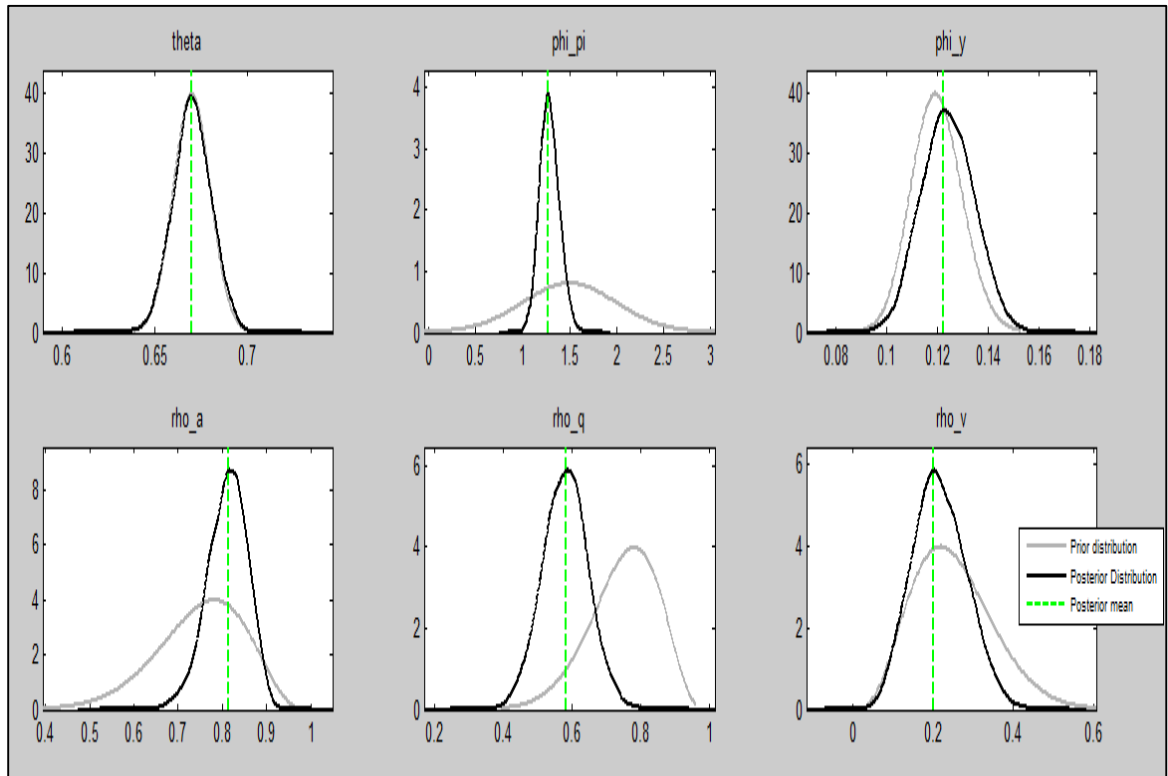 theta
phi_pi
phi_y
40
30
20
10
0
0.6 0.65 0.7
4
3
2
1
0
0 0.5 1 1.5 2 2.5 3
40
30
20
10
0
0.08 0.1 0.12 0.14 0.16 0.18
rho_a
rho_q
rho_v
8
6
4
2
0
0.4 0.5 0.6 0.7 0.8 0.9 1
6
4
2
0
0.2 0.4 0.6 0.8 1
6
4
2
0
0 0.2 0.4 0.6
Prior distribution
Posterior Distribution
Posterior mean